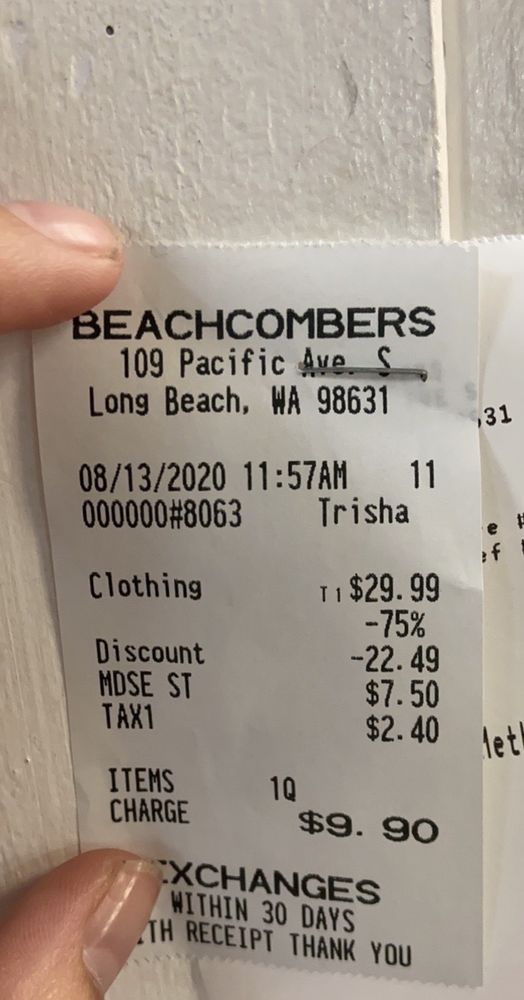 BEACHCOMBERS
109 Pacific Ave. S
Long Beach, WA 98631
08/13/2020 11:57AM 11
000000#8063 Trisha
Clothing T1 $29.99
-75%
Discount -22.49
MDSE ST $7.50
TAX1 $2.40
ITEMS 1Q
CHARGE $9.90
EXCHANGES
WITHIN 30 DAYS
RECEIPT THANK YOU
31
e #